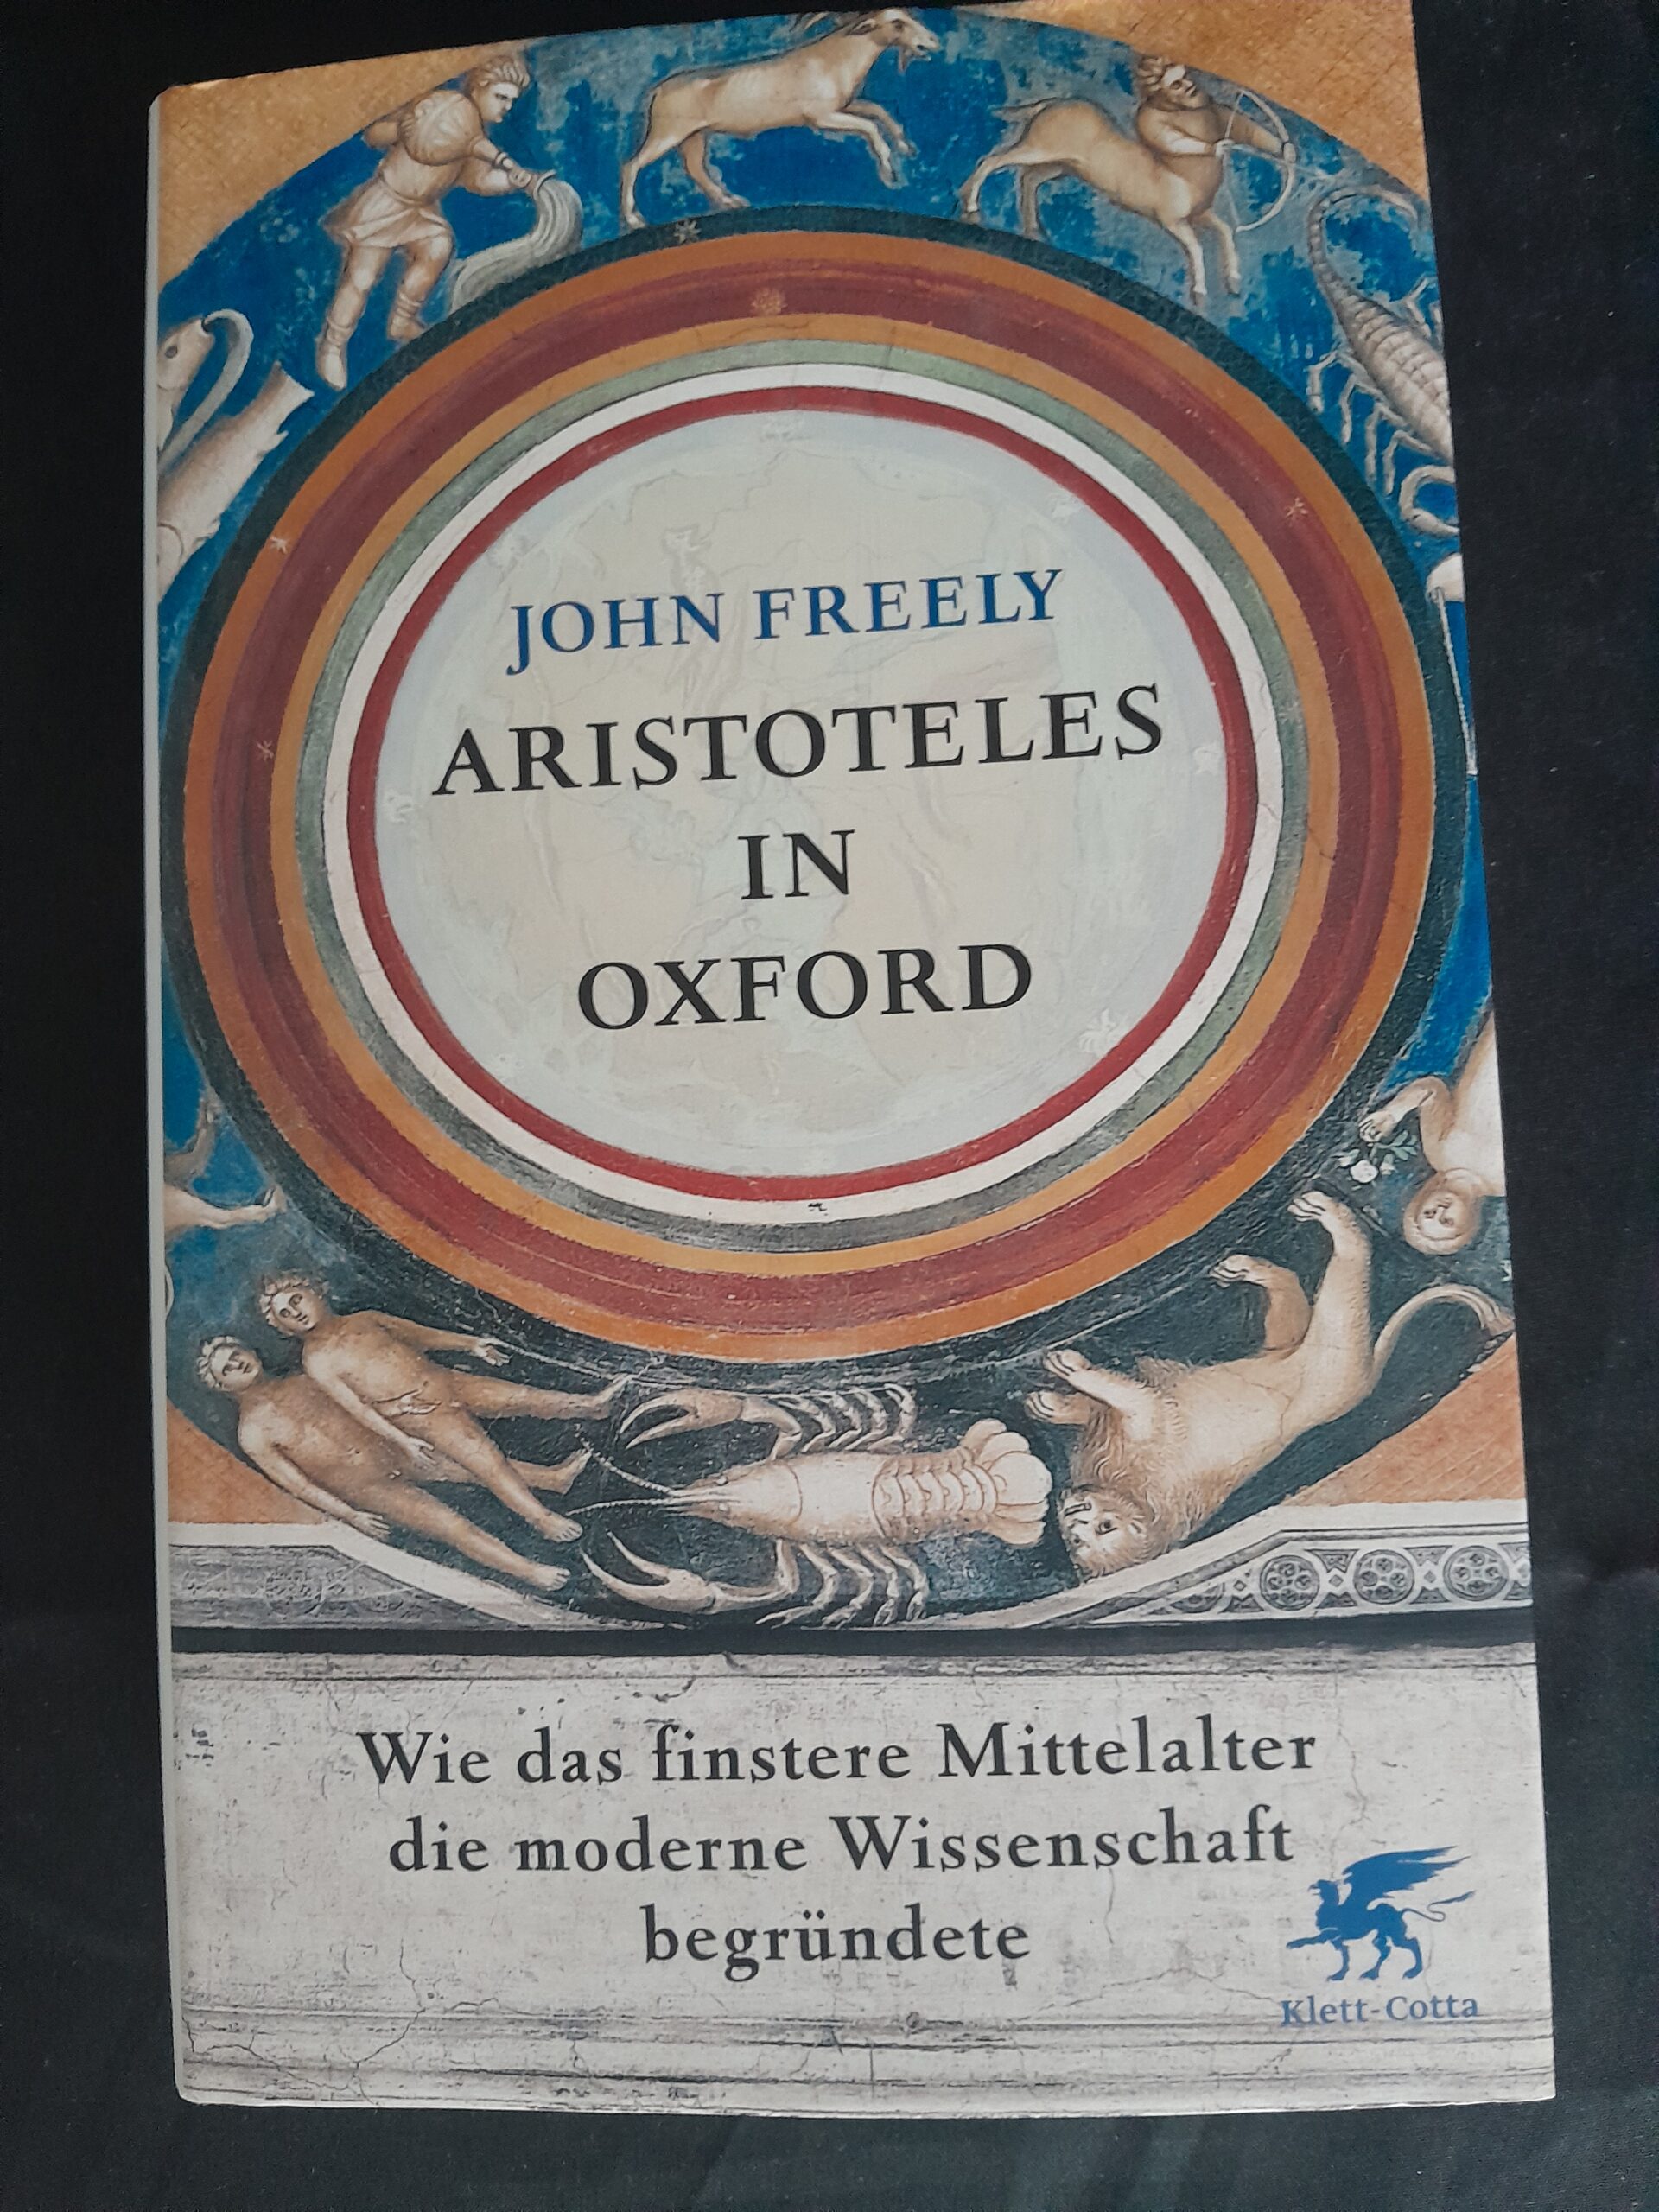 JOHN FREELY
ARISTOTELES
IN
OXFORD
Wie das finstere Mittelalter
die moderne Wissenschaft
begründete
Klett-Cotta